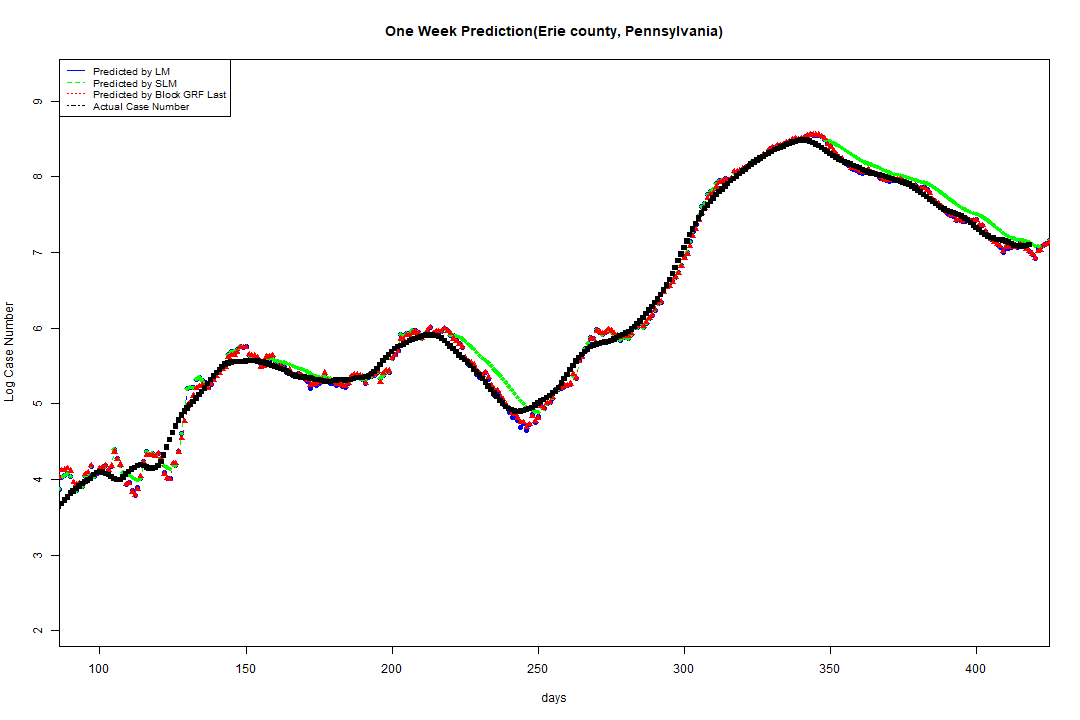 One Week Prediction(Erie county, Pennsylvania)
Predicted by LM
Predicted by SLM
Predicted by Block GRF Last
Actual Case Number
9
8
7
6
5
4
3
2
Log Case Number
100 150 200 250 300 350 400
days